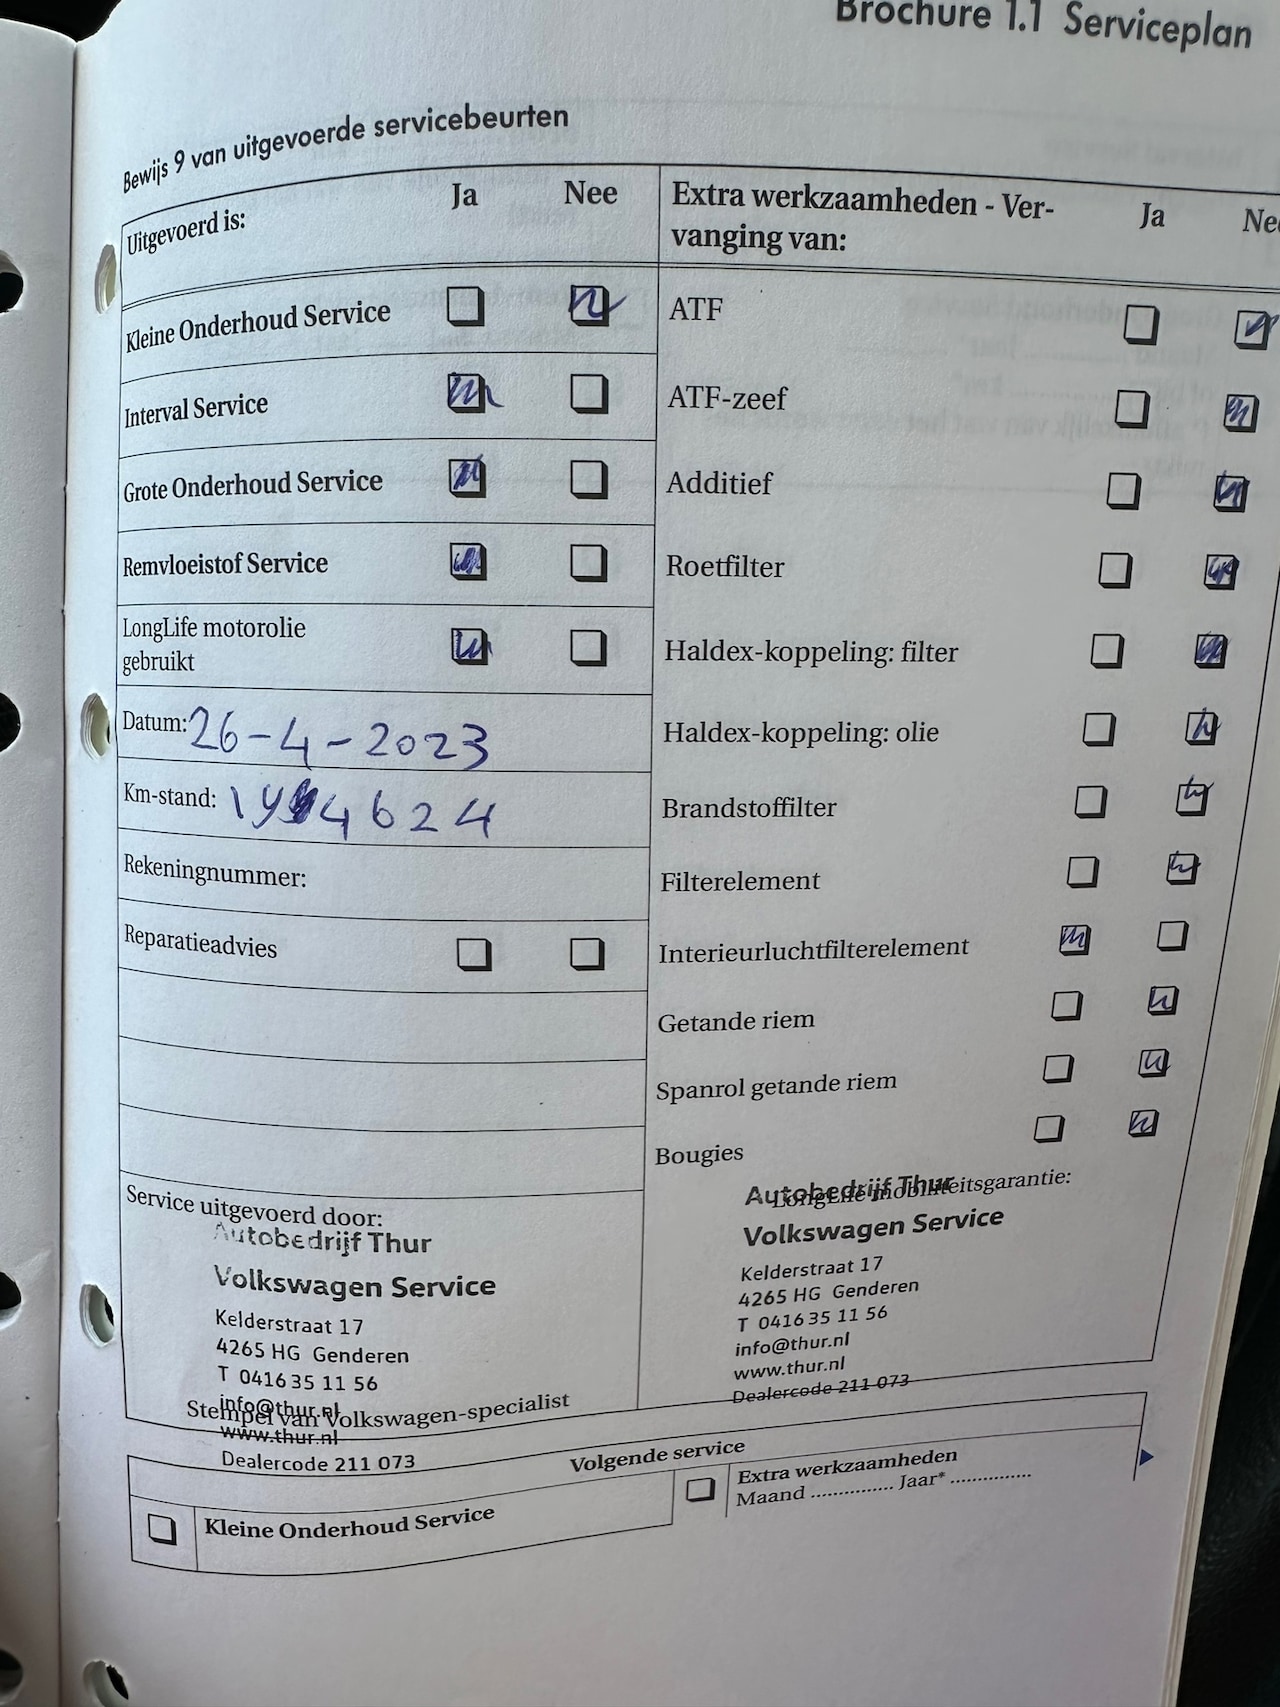 Brochure 1.1 Serviceplan
Bewijs 9 van uitgevoerde servicebeurten
Uitgevoerd is: Ja Nee
Kleine Onderhoud Service
Interval Service
Grote Onderhoud Service
Remvloeistof Service
LongLife motorolie
gebruikt
Datum: 26-4-2023
Km-stand:
Rekeningnummer:
Reparatieadvies
Service uitgevoerd door:
Autobedrijf Thur
Volkswagen Service
Kelderstraat 17
4265 HG Genderen
T 0416 35 11 56
info@thur.nl
Stempel van Volkswagen-specialist
www.thur.nl
Dealercode 211 073
Extra werkzaamheden - Ver-
vanging van: Ja Nee
ATF
ATF-zeef
Additief
Roetfilter
Haldex-koppeling: filter
Haldex-koppeling: olie
Brandstoffilter
Filterelement
Interieurluchtfilterelement
Getande riem
Spanrol getande riem
Bougies
LongLife mobiliteitsgarantie:
Autobedrijf Thur
Volkswagen Service
Kelderstraat 17
4265 HG Genderen
T 0416 35 11 56
info@thur.nl
www.thur.nl
Dealercode 211 073
Volgende service
Kleine Onderhoud Service
Extra werkzaamheden
Maand ............... Jaar* ...............